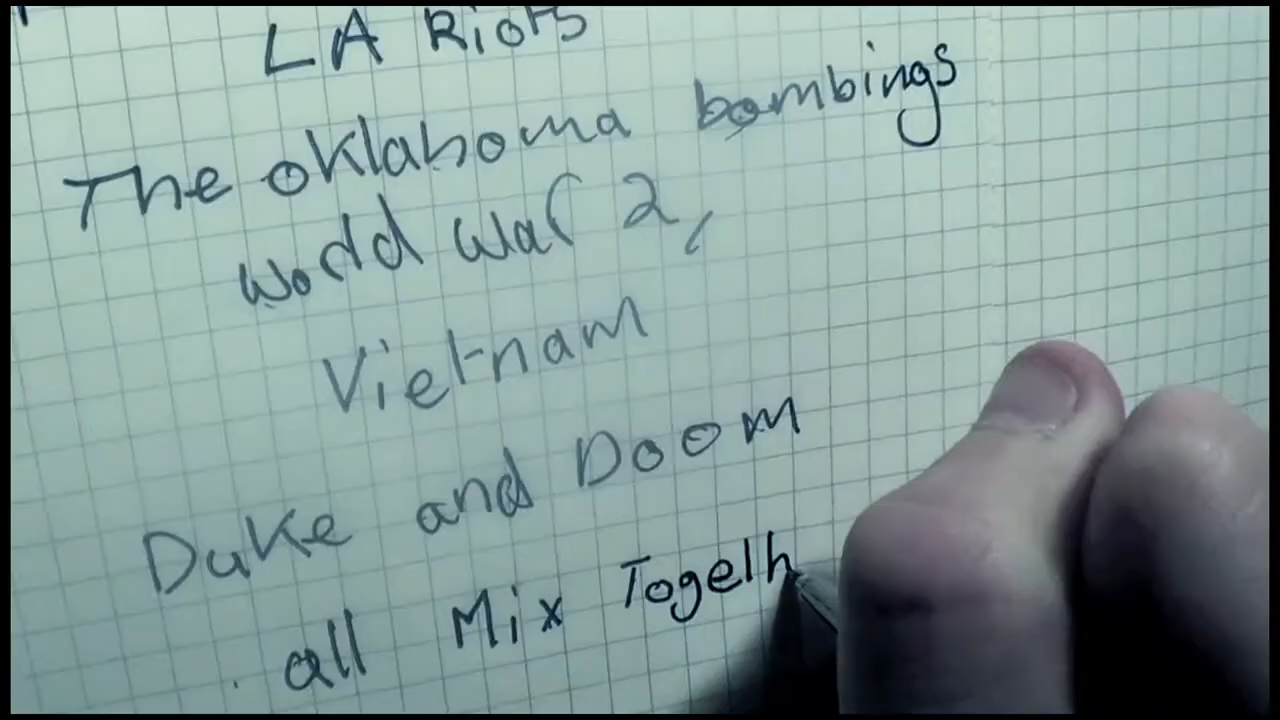 LA Riots
The oklahoma bombings
World War 2,
Vietnam
Duke and Doom
all Mix Togeth